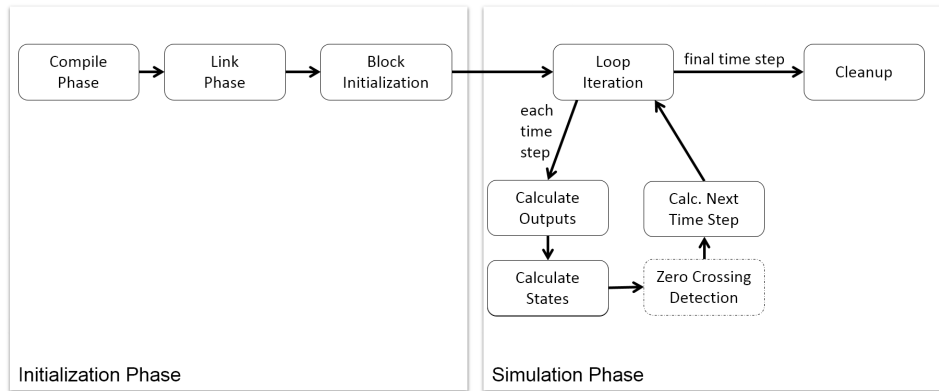 Compile
Phase
Link
Phase
Block
Initialization
Loop
Iteration
final time step
Cleanup
each
time
step
Calculate
Outputs
Calc. Next
Time Step
Calculate
States
Zero Crossing
Detection
Initialization Phase
Simulation Phase